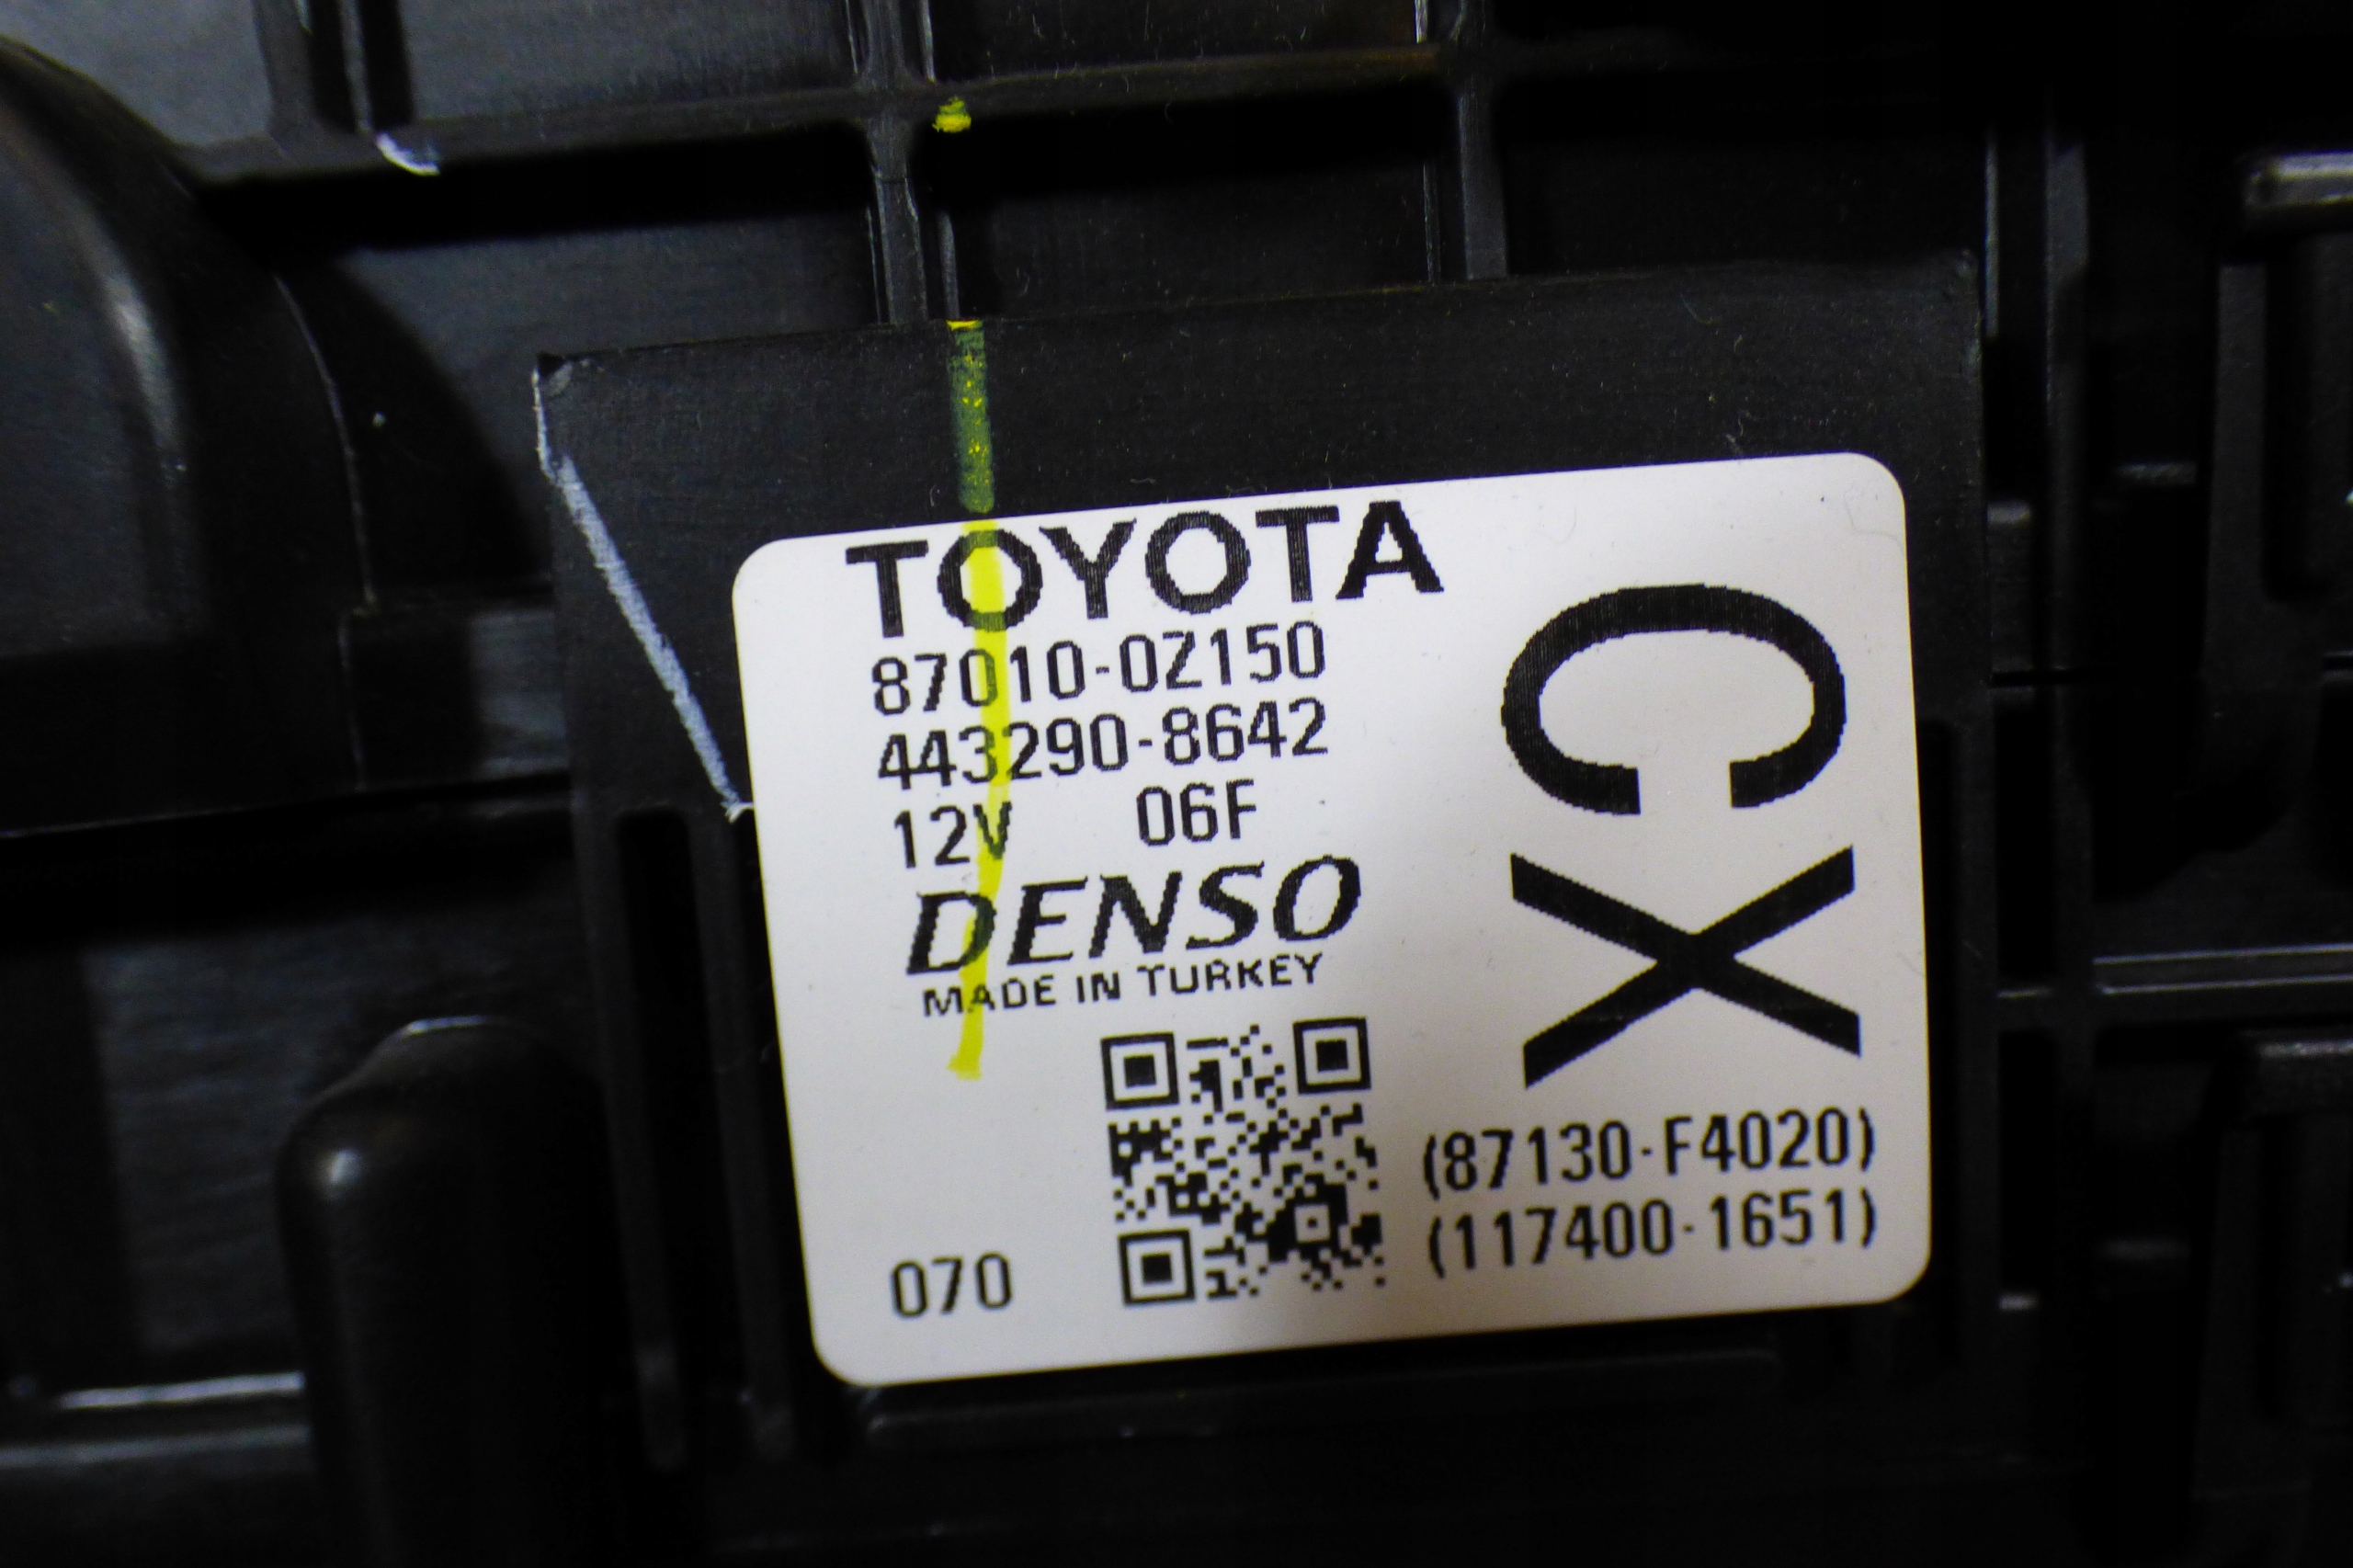 TOYOTA
87010-0Z150
443290-8642
12V 06F
DENSO
MADE IN TURKEY
070
CX
(87130-F4020)
(117400-1651)